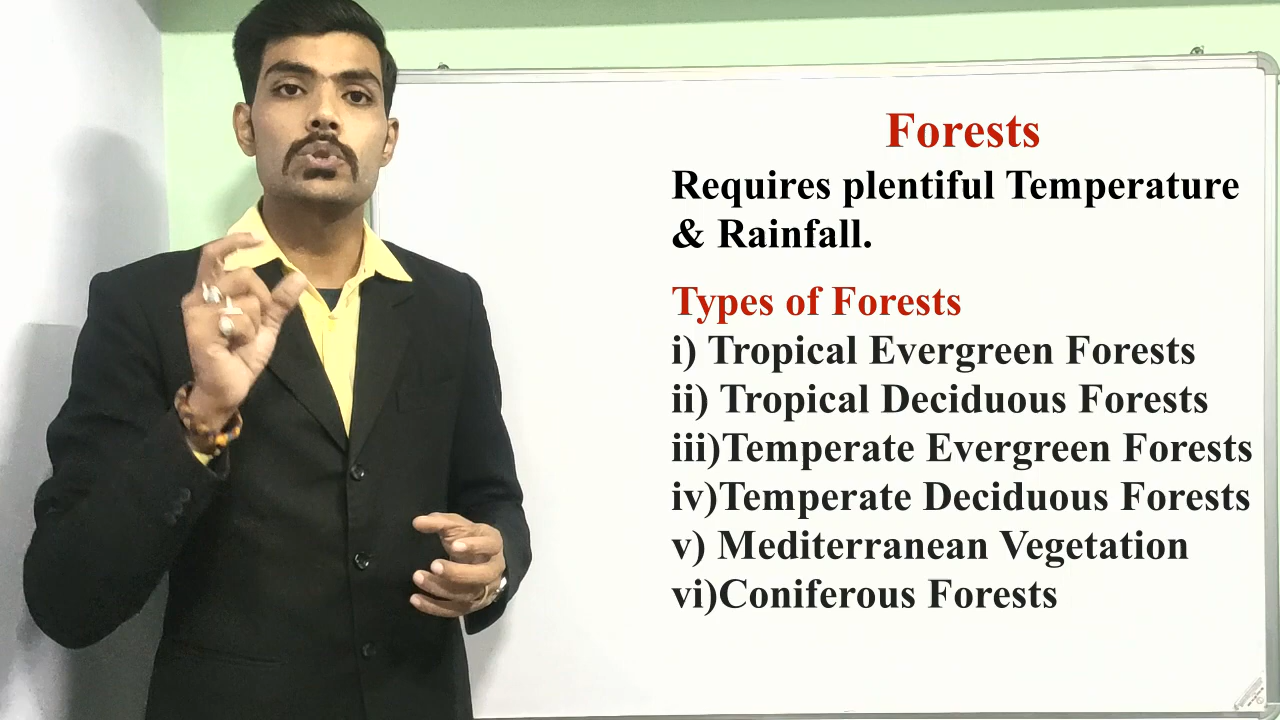 Forests
Requires plentiful Temperature
& Rainfall.
Types of Forests
i) Tropical Evergreen Forests
ii) Tropical Deciduous Forests
iii)Temperate Evergreen Forests
iv)Temperate Deciduous Forests
v) Mediterranean Vegetation
vi)Coniferous Forests